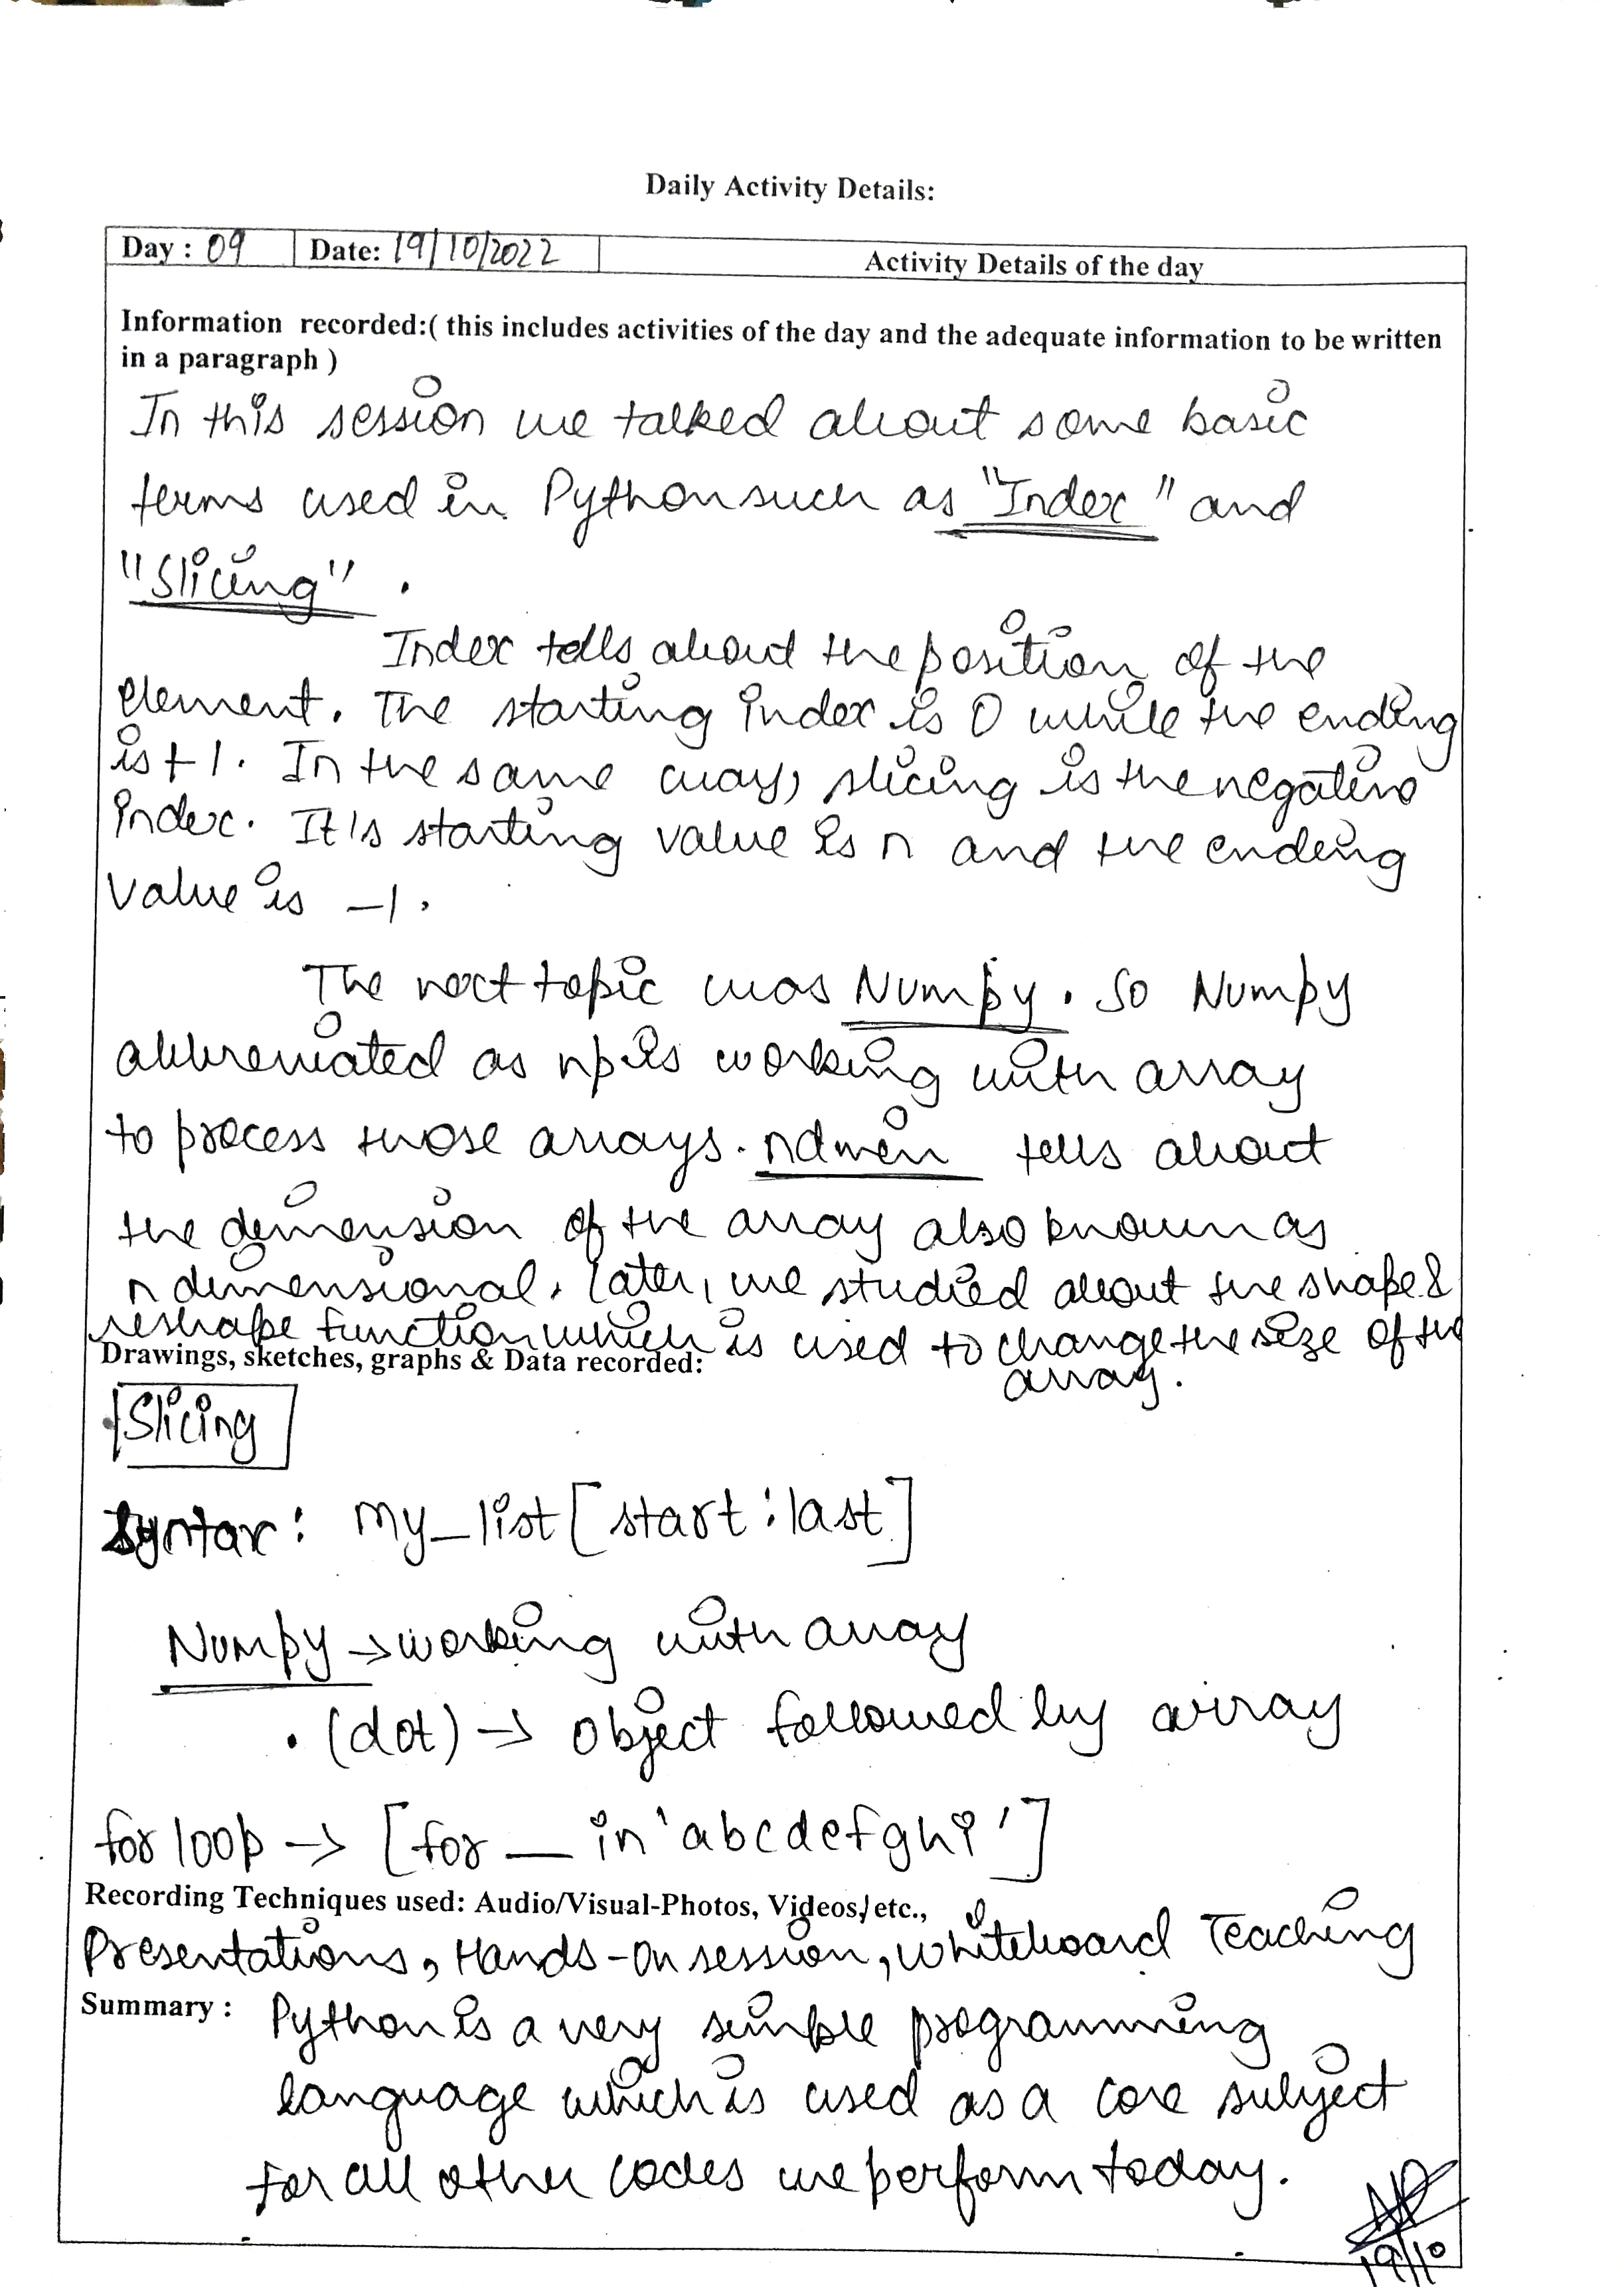 Daily Activity Details:
Day : 09 Date: 19/10/2022 Activity Details of the day
Information recorded:( this includes activities of the day and the adequate information to be written
in a paragraph )
In this session we talked about some basic
terms used in Python such as "Index" and
"Slicing" .
Index tells about the position of the
element. The starting index is 0 while the ending
is +1. In the same way, slicing is the negative
index. It's starting value is n and the ending
value is -1.
The next topic was Numpy. So Numpy
abbreviated as np is working with array
to process those arrays. ndmin tells about
the dimension of the array also known as
n dimensional. Later, we studied about the shape &
reshape function which is used to change the size of the
array.
Drawings, sketches, graphs & Data recorded:
Slicing
Syntax: my_list [start : last]
Numpy → working with array
. (dot) → object followed by array
for loop → [for __ in 'abcdefghi']
Recording Techniques used: Audio/Visual-Photos, Videos, etc.,
Presentations, Hands-On session, Whiteboard Teaching
Summary : Python is a very simple programming
language which is used as a core subject
for all other codes we perform today.
19/10